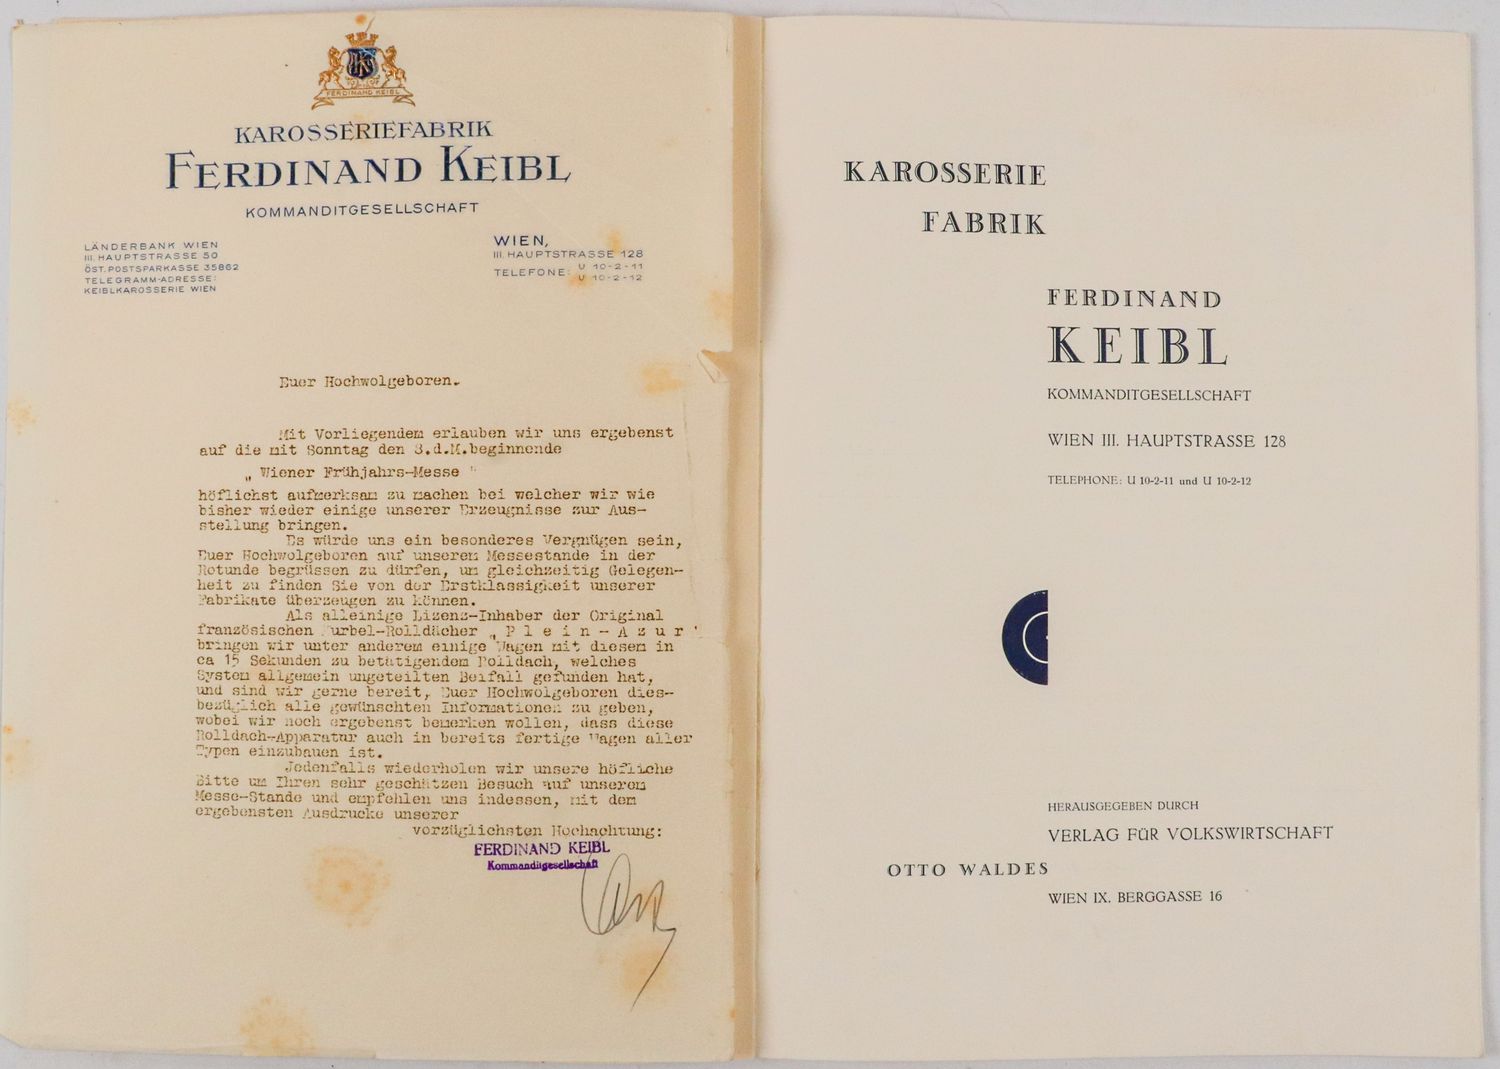 FERDINAND KEIBL
KAROSSERIEFABRIK
FERDINAND KEIBL
KOMMANDITGESELLSCHAFT
LÄNDERBANK WIEN
III. HAUPTSTRASSE 50
ÖST. POSTSPARKASSE 35862
TELEGRAMM-ADRESSE:
KEIBLKAROSSERIE WIEN
WIEN,
III. HAUPTSTRASSE 128
TELEFONE: U 10-2-11
U 10-2-12
Euer Hochwolgeboren.
Mit Vorliegendem erlauben wir uns ergebenst
auf die mit Sonntag den 8.d.M.beginnende
„ Wiener Frühjahrs-Messe "
höflichst aufmerksam zu machen bei welcher wir wie
bisher wieder einige unserer Erzeugnisse zur Aus-
stellung bringen.
Es würde uns ein besonderes Vergnügen sein,
Euer Hochwolgeboren auf unserem Messestande in der
Rotunde begrüssen zu dürfen, um gleichzeitig Gelegen-
heit zu finden Sie von der Erstklassigkeit unserer
Fabrikate überzeugen zu können.
Als alleinige Lizenz-Inhaber der Original
französischen Kurbel-Rolldächer „ P l e i n - A z u r "
bringen wir unter anderem einige Wagen mit diesem in
ca 15 Sekunden zu betätigendem Rolldach, welches
System allgemein ungeteilten Beifall gefunden hat,
und sind wir gerne bereit, Euer Hochwolgeboren dies-
bezüglich alle gewünschten Informationen zu geben,
wobei wir noch ergebenst bemerken wollen, dass diese
Rolldach-Apparatur auch in bereits fertige Wagen aller
Typen einzubauen ist.
Jedenfalls wiederholen wir unsere höfliche
Bitte um Ihren sehr geschätzen Besuch auf unserem
Messe-Stande und empfehlen uns indessen, mit dem
ergebensten Ausdrucke unserer
vorzüglichsten Hochachtung:
FERDINAND KEIBL
Kommanditgesellschaft
KAROSSERIE
FABRIK
FERDINAND
KEIBL
KOMMANDITGESELLSCHAFT
WIEN III. HAUPTSTRASSE 128
TELEPHONE: U 10-2-11 und U 10-2-12
HERAUSGEGEBEN DURCH
VERLAG FÜR VOLKSWIRTSCHAFT
OTTO WALDES
WIEN IX. BERGGASSE 16